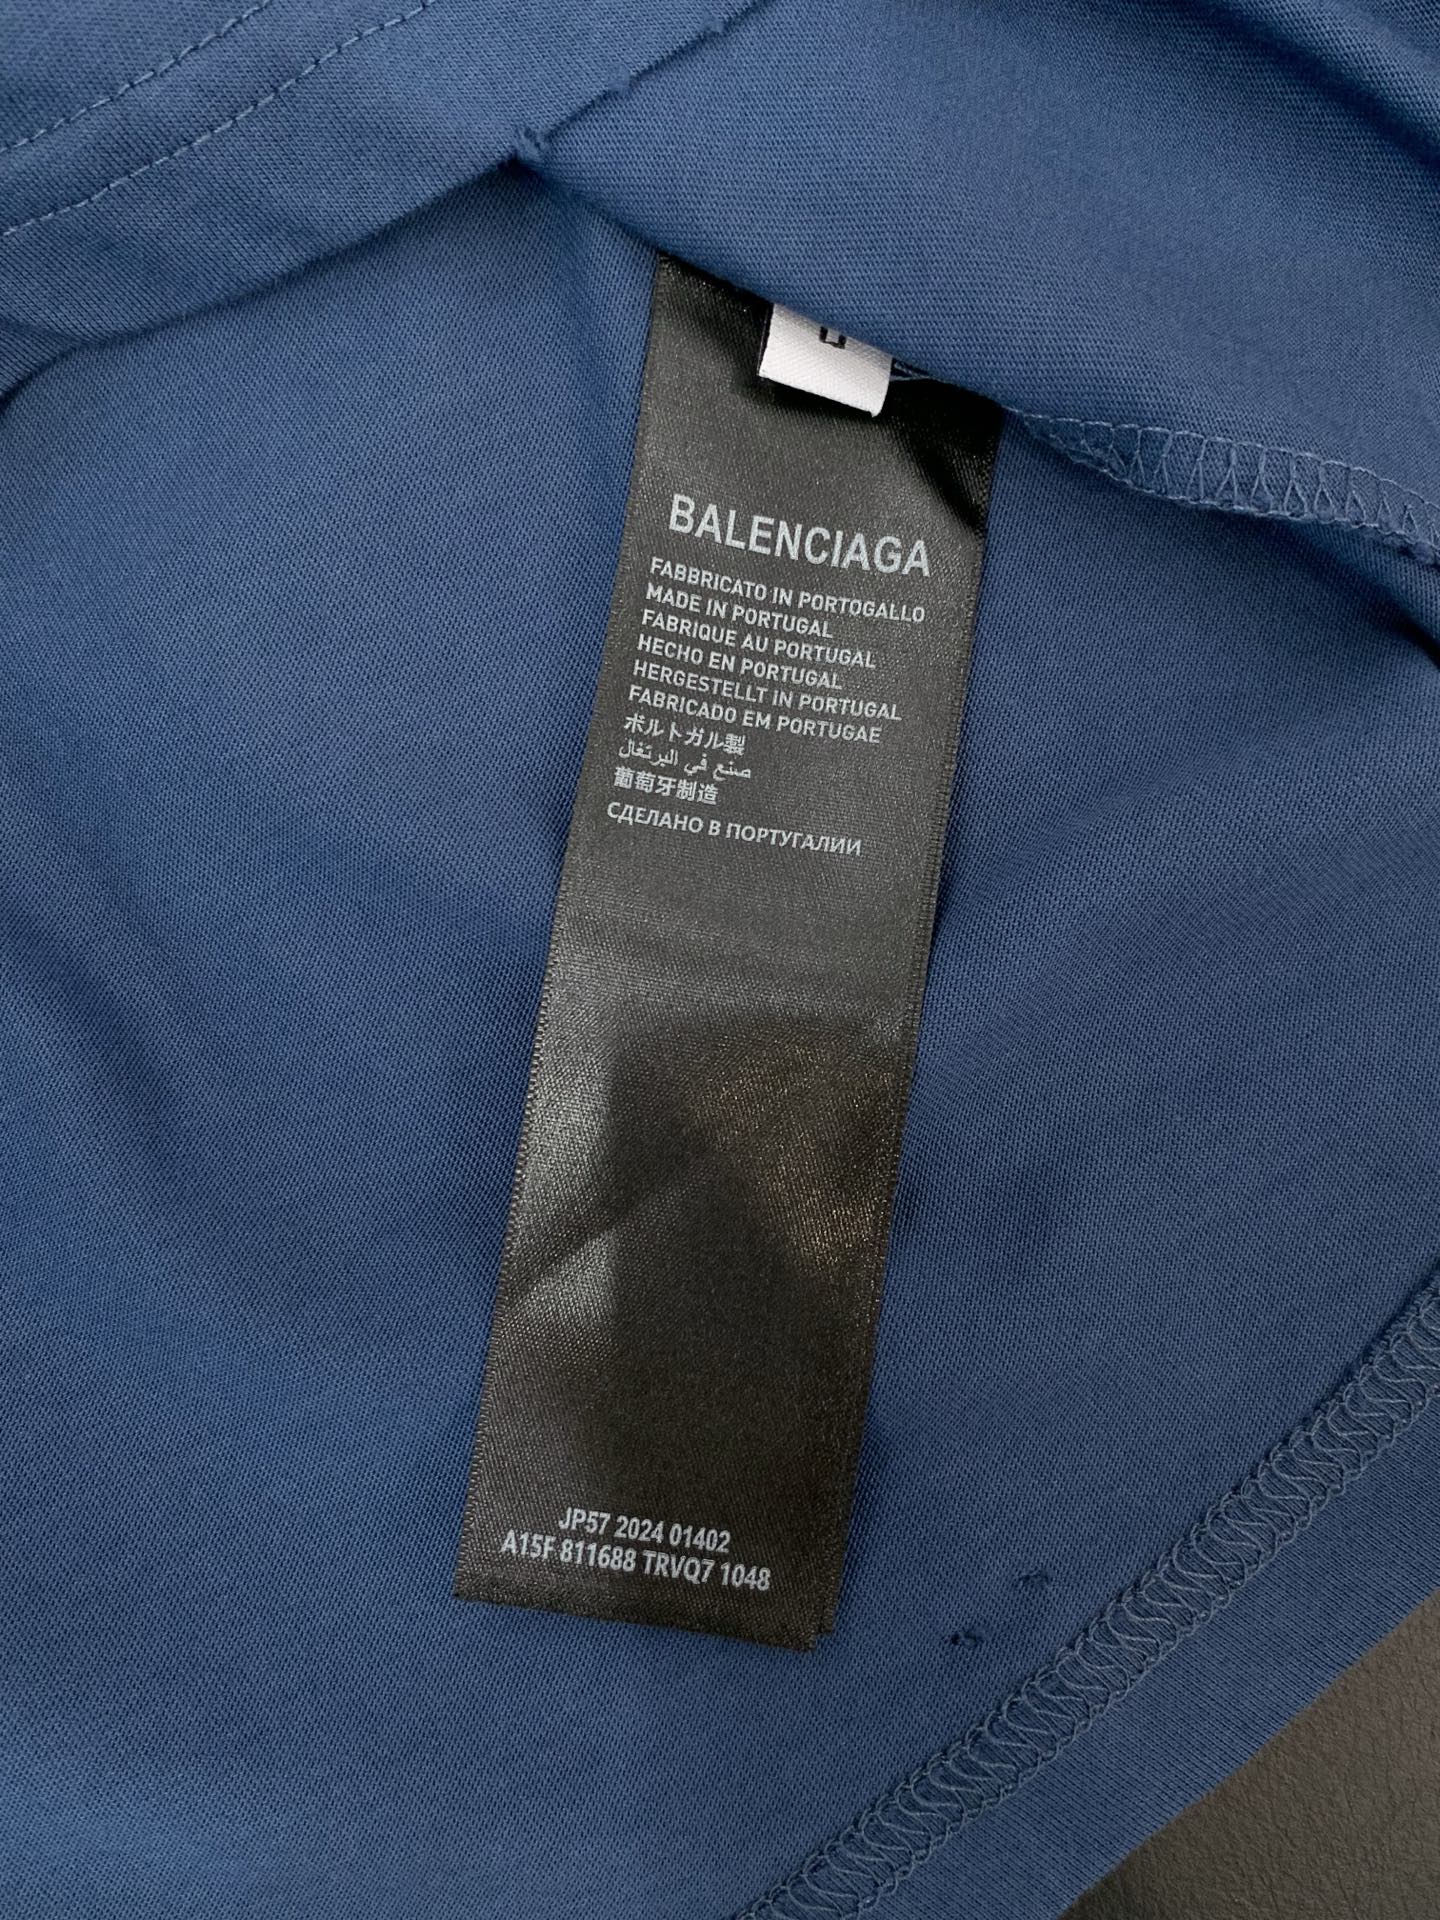 BALENCIAGA
FABBRICATO IN PORTOGALLO
MADE IN PORTUGAL
FABRIQUE AU PORTUGAL
HECHO EN PORTUGAL
HERGESTELLT IN PORTUGAL
FABRICADO EM PORTUGAE
ポルトガル製
صنع في البرتغال
葡萄牙制造
СДЕЛАНО В ПОРТУГАЛИИ
JP57 2024 01402
A15F 811688 TRVQ7 1048